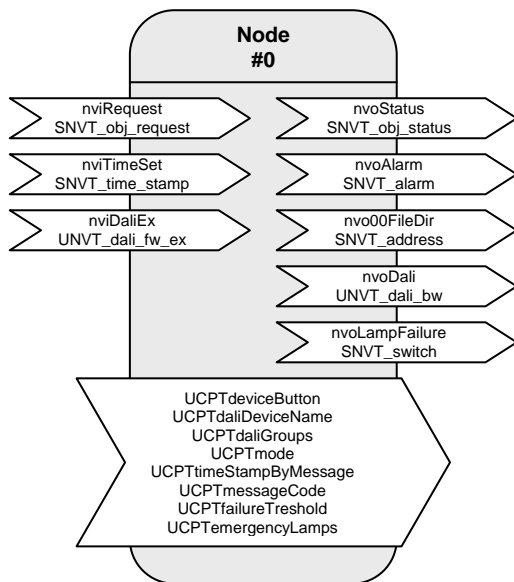 Node
#0
nviRequest
SNVT_obj_request
nviTimeSet
SNVT_time_stamp
nviDaliEx
UNVT_dali_fw_ex
nvoStatus
SNVT_obj_status
nvoAlarm
SNVT_alarm
nvo00FileDir
SNVT_address
nvoDali
UNVT_dali_bw
nvoLampFailure
SNVT_switch
UCPTdeviceButton
UCPTdaliDeviceName
UCPTdaliGroups
UCPTmode
UCPTtimeStampByMessage
UCPTmessageCode
UCPTfailureTreshold
UCPTemergencyLamps